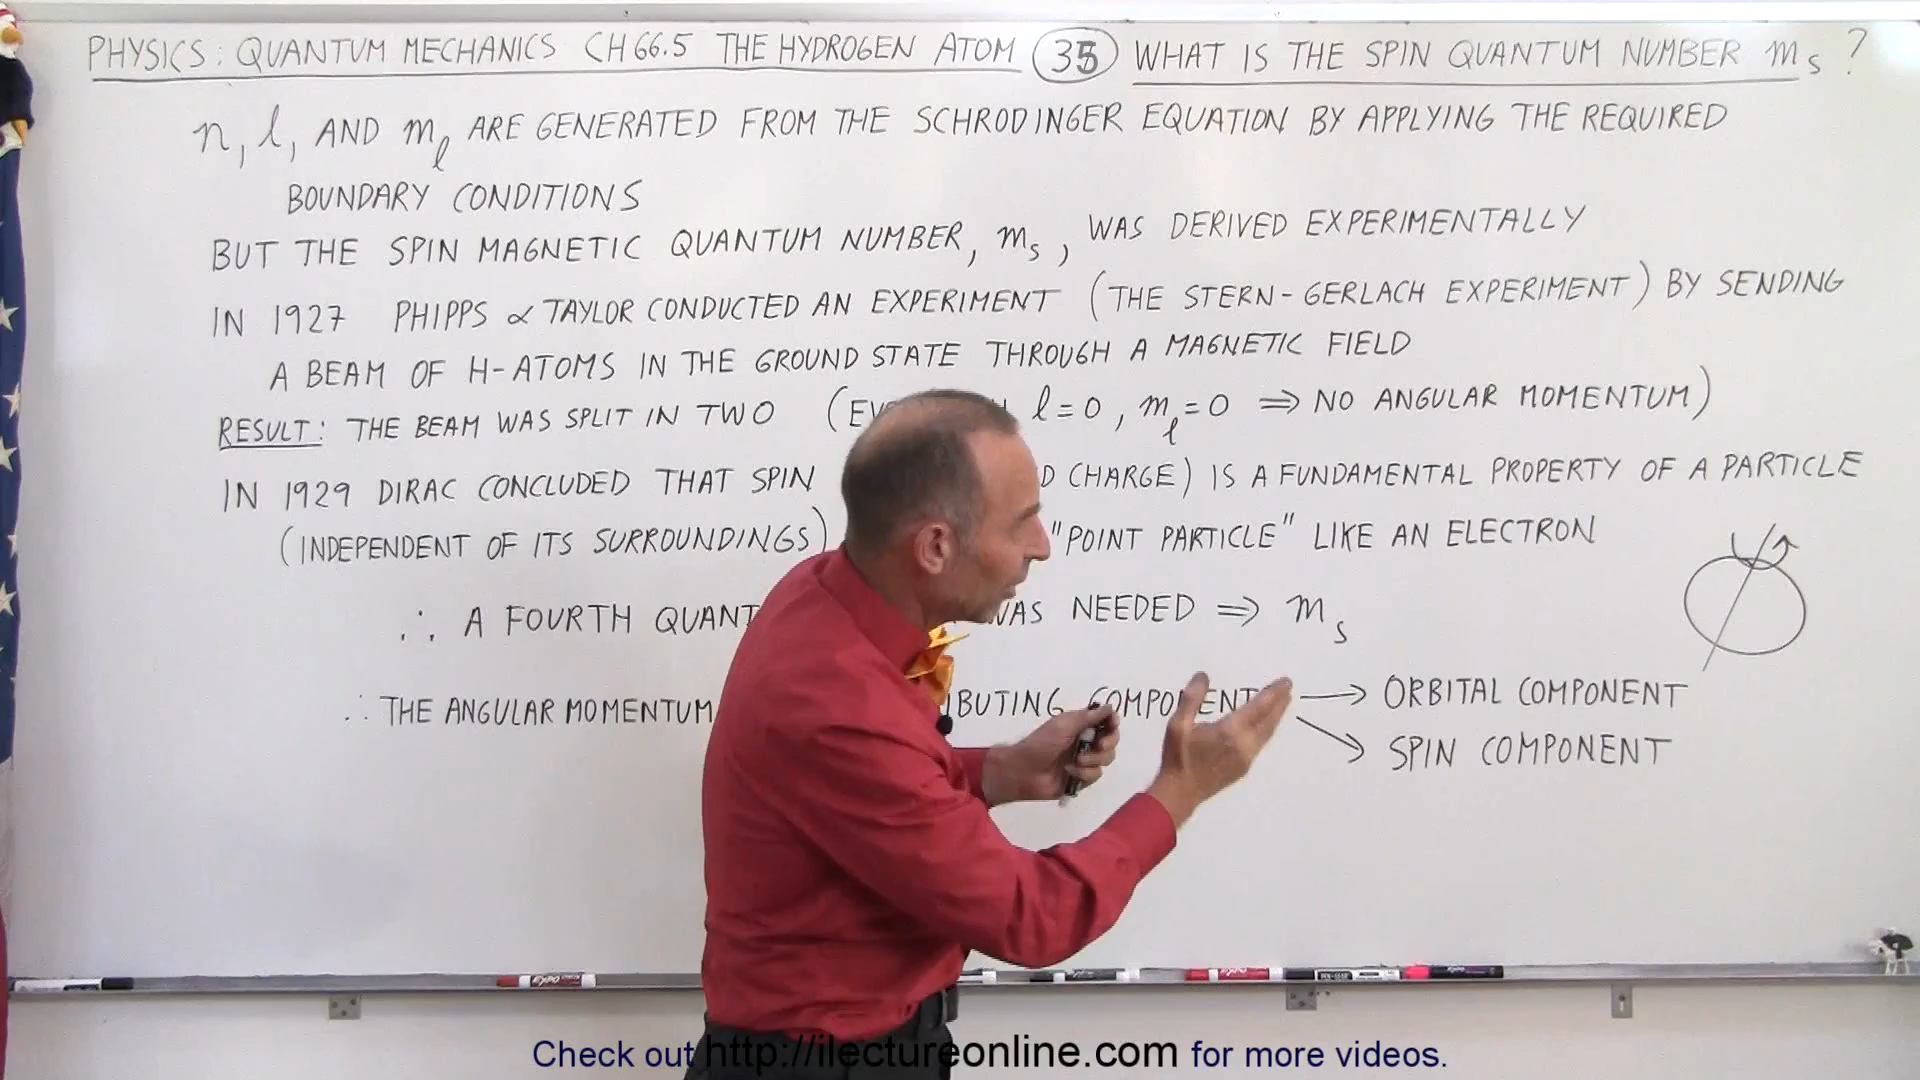 PHYSICS: QUANTUM MECHANICS CH 66.5 THE HYDROGEN ATOM 35 WHAT IS THE SPIN QUANTUM NUMBER ms ?
n, l, AND ml ARE GENERATED FROM THE SCHRODINGER EQUATION BY APPLYING THE REQUIRED
BOUNDARY CONDITIONS
BUT THE SPIN MAGNETIC QUANTUM NUMBER, ms, WAS DERIVED EXPERIMENTALLY
IN 1927 PHIPPS & TAYLOR CONDUCTED AN EXPERIMENT (THE STERN-GERLACH EXPERIMENT) BY SENDING
A BEAM OF H-ATOMS IN THE GROUND STATE THROUGH A MAGNETIC FIELD
RESULT: THE BEAM WAS SPLIT IN TWO ( l=0, ml=0 ⇒ NO ANGULAR MOMENTUM)
IN 1929 DIRAC CONCLUDED THAT SPIN CHARGE) IS A FUNDAMENTAL PROPERTY OF A PARTICLE
(INDEPENDENT OF ITS SURROUNDINGS) "POINT PARTICLE" LIKE AN ELECTRON
∴ A FOURTH WAS NEEDED ⇒ ms
∴ THE ANGULAR MOMENTUM COMPONENTS → ORBITAL COMPONENT
→ SPIN COMPONENT
Check out http://ilectureonline.com for more videos.